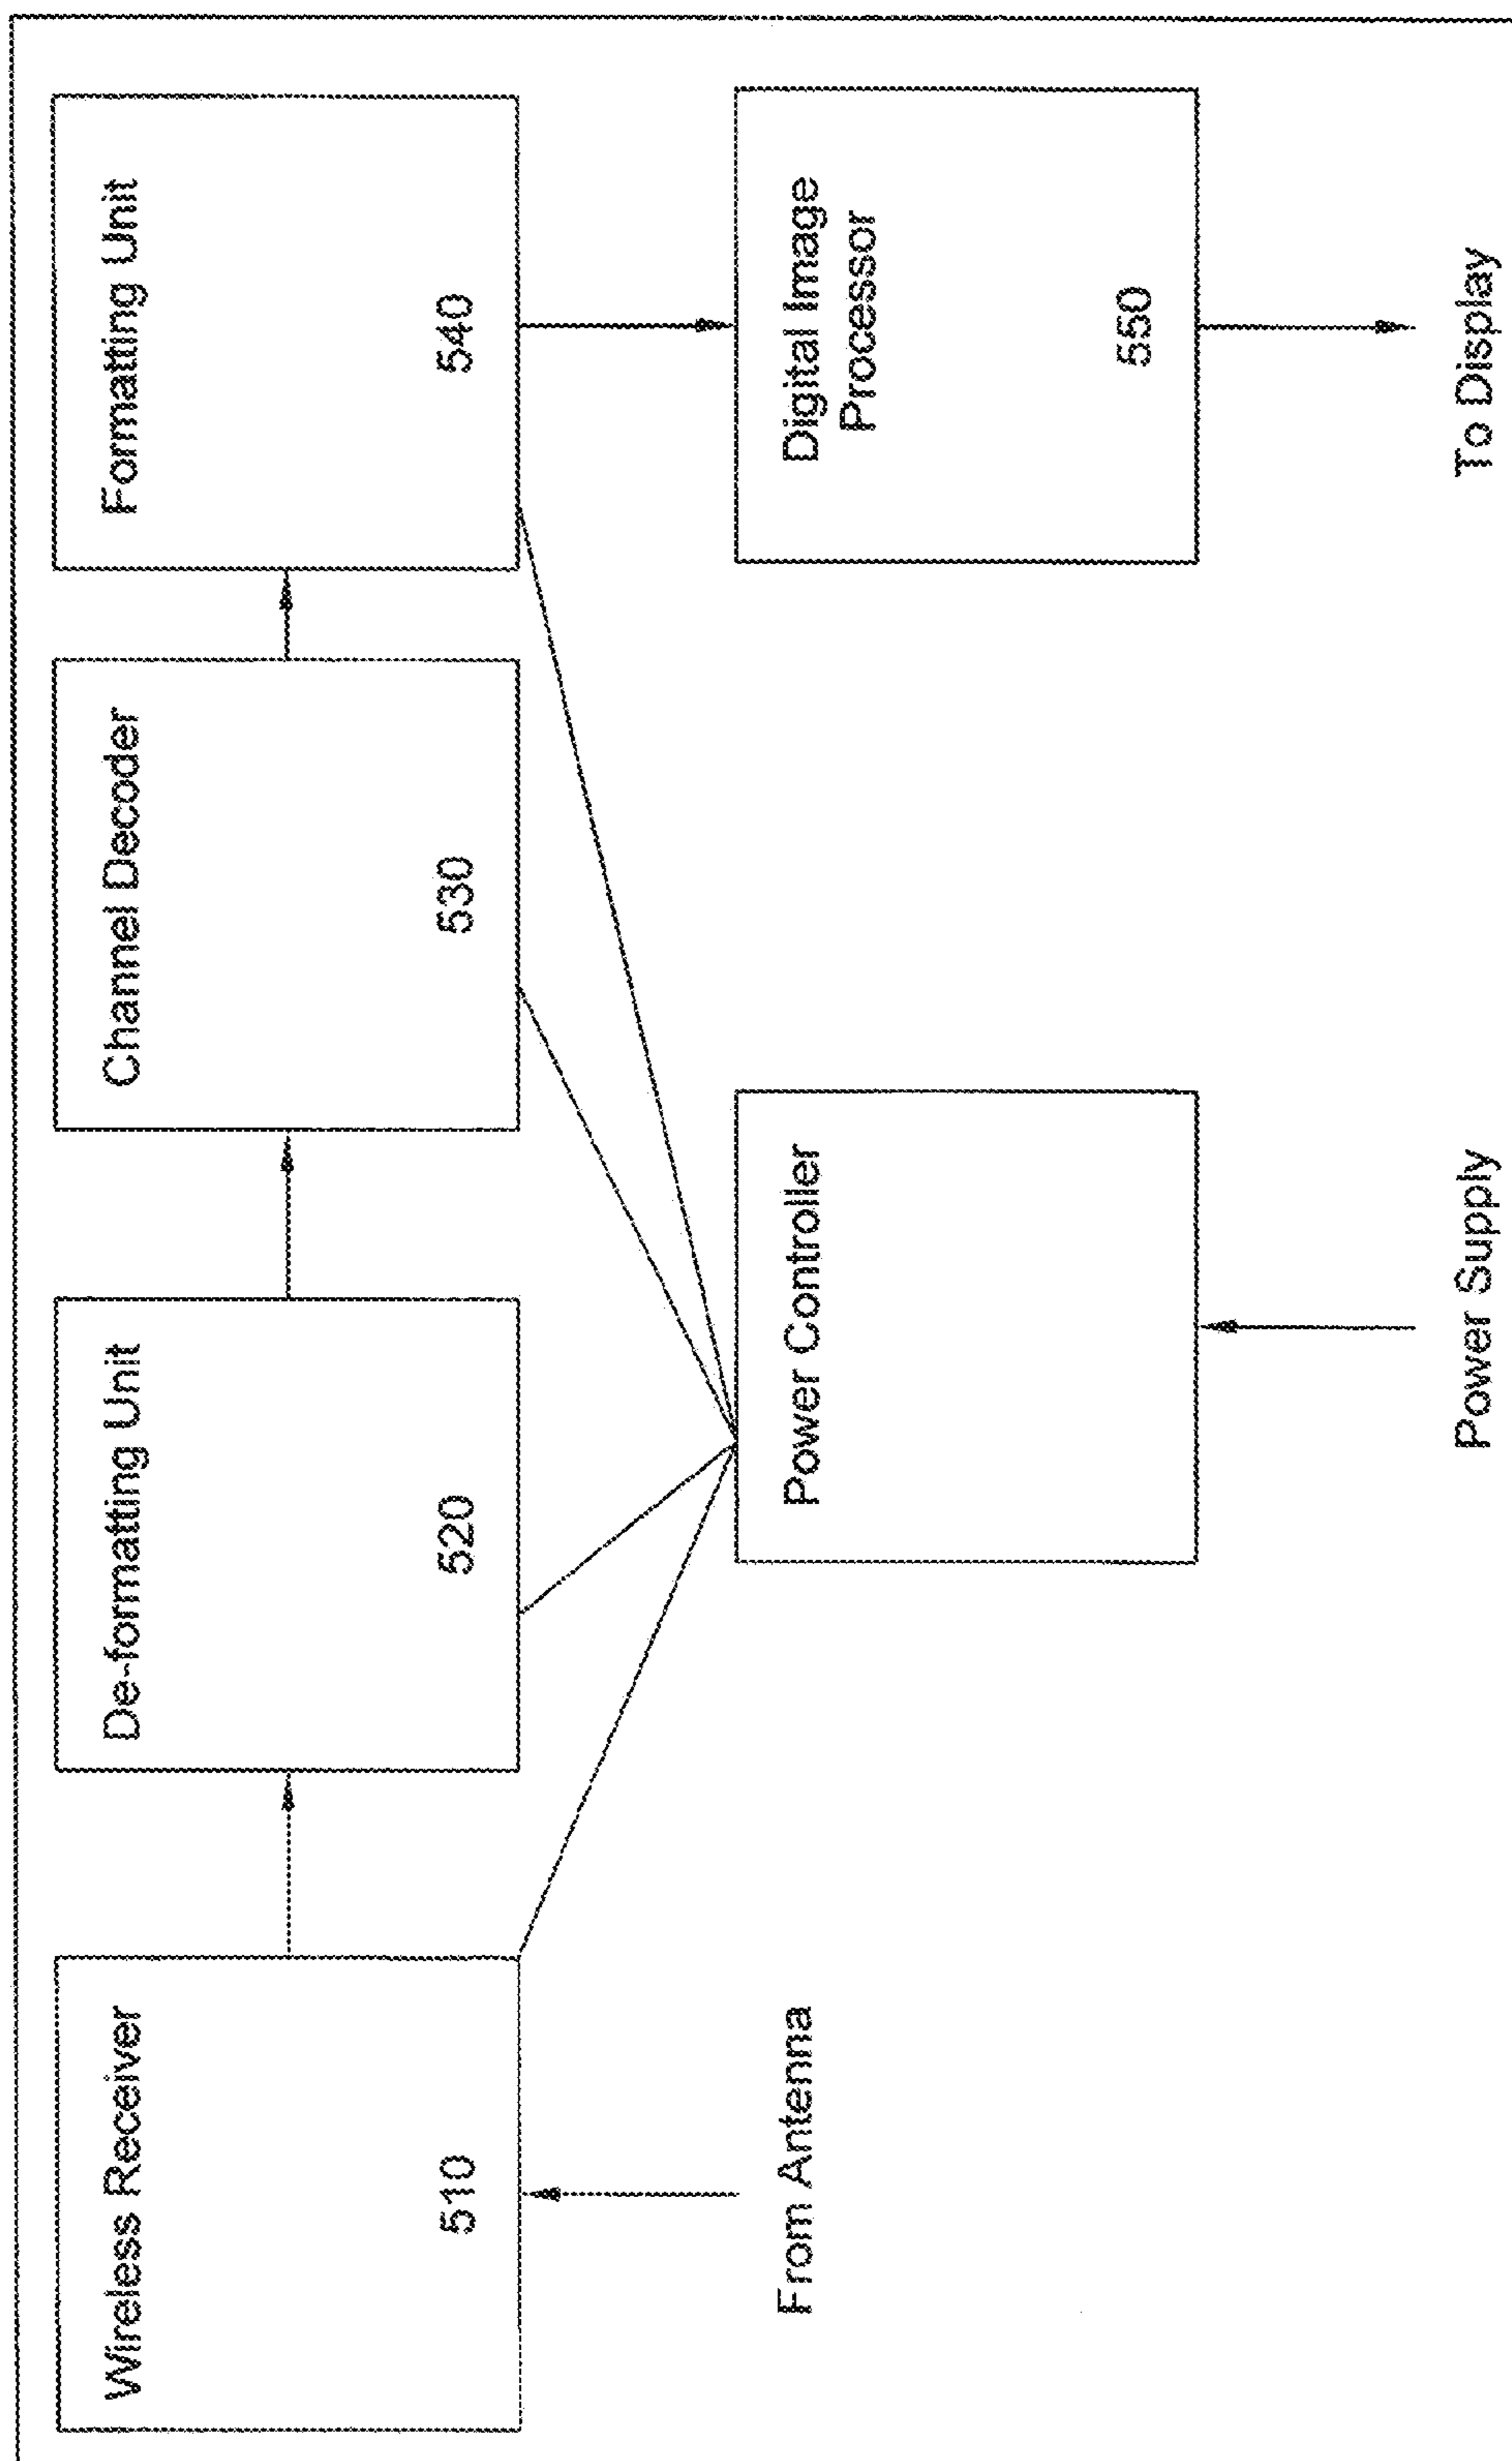 Wireless Receiver
510
De-formatting Unit
520
Channel Decoder
530
Formatting Unit
540
From Antenna
Power Controller
Digital Image
Processor
550
Power Supply
To Display